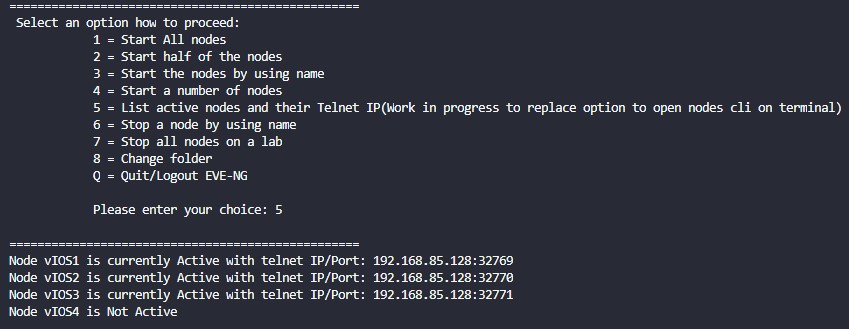 ==================================================
Select an option how to proceed:
1 = Start All nodes
2 = Start half of the nodes
3 = Start the nodes by using name
4 = Start a number of nodes
5 = List active nodes and their Telnet IP(Work in progress to replace option to open nodes cli on terminal)
6 = Stop a node by using name
7 = Stop all nodes on a lab
8 = Change folder
Q = Quit/Logout EVE-NG
Please enter your choice: 5
==================================================
Node vIOS1 is currently Active with telnet IP/Port: 192.168.85.128:32769
Node vIOS2 is currently Active with telnet IP/Port: 192.168.85.128:32770
Node vIOS3 is currently Active with telnet IP/Port: 192.168.85.128:32771
Node vIOS4 is Not Active